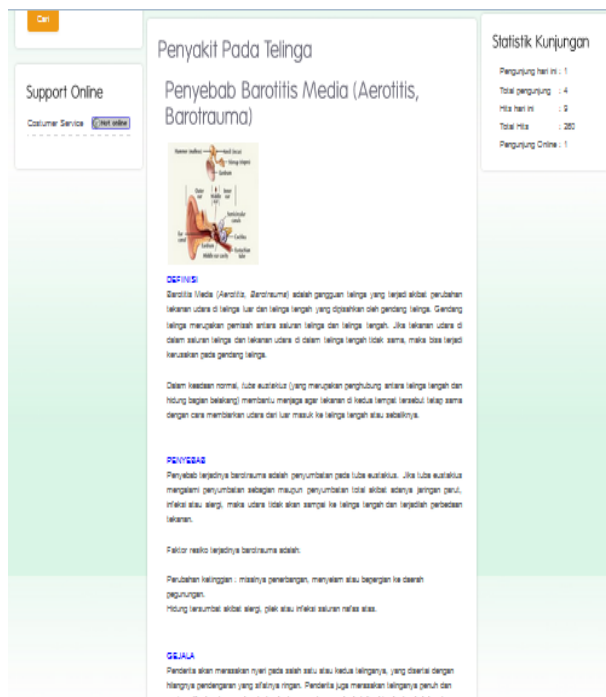 Cari
Support Online
Costumer Service
Not online
Penyakit Pada Telinga
Penyebab Barotitis Media (Aerotitis,
Barotrauma)
DEFINISI
Barotitis Media (Aerotitis, Barotrauma) adalah gangguan telinga yang terjadi akibat perubahan
tekanan udara di telinga luar dan telinga tengah yang dipisahkan oleh gendang telinga. Gendang
telinga merupakan pemisah antara saluran telinga dan telinga tengah. Jika tekanan udara di
dalam saluran telinga dan tekanan udara di dalam telinga tengah tidak sama, maka bisa terjadi
kerusakan pada gendang telinga.
Dalam keadaan normal, tuba eustakius (yang merupakan penghubung antara telinga tengah dan
hidung bagian belakang) membantu menjaga agar tekanan di kedua tempat tersebut tetap sama
dengan cara membiarkan udara dari luar masuk ke telinga tengah atau sebaliknya.
PENYEBAB
Penyebab terjadinya barotrauma adalah penyumbatan pada tuba eustakius. Jika tuba eustakius
mengalami penyumbatan sebagian maupun penyumbatan total akibat adanya jaringan parut,
infeksi atau alergi, maka udara tidak akan sampai ke telinga tengah dan terjadilah perbedaan
tekanan.
Faktor resiko terjadinya barotrauma adalah.
Perubahan ketinggian : misalnya penerbangan, menyelam atau bepergian ke daerah
pegunungan.
Hidung tersumbat akibat alergi, pilek atau infeksi saluran nafas atas.
GEJALA
Penderita akan merasakan nyeri pada salah satu atau kedua telinganya, yang disertai dengan
hilangnya pendengaran yang sifatnya ringan. Penderita juga merasakan telinganya penuh dan
Statistik Kunjungan
Pengunjung hari ini : 1
Total pengunjung : 4
Hits hari ini : 9
Total Hits : 260
Pengunjung Online : 1